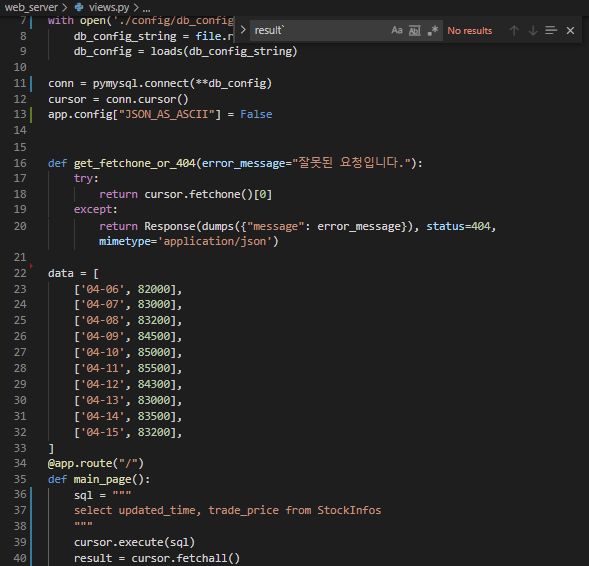 web_server > views.py > ...
7 with open('./config/db_config
result` Aa ab .* No results
8 db_config_string = file.r
9 db_config = loads(db_config_string)
10
11 conn = pymysql.connect(**db_config)
12 cursor = conn.cursor()
13 app.config["JSON_AS_ASCII"] = False
14
15
16 def get_fetchone_or_404(error_message="잘못된 요청입니다."):
17 try:
18 return cursor.fetchone()[0]
19 except:
20 return Response(dumps({"message": error_message}), status=404,
mimetype='application/json')
21
22 data = [
23 ['04-06', 82000],
24 ['04-07', 83000],
25 ['04-08', 83200],
26 ['04-09', 84500],
27 ['04-10', 85000],
28 ['04-11', 85500],
29 ['04-12', 84300],
30 ['04-13', 83000],
31 ['04-14', 83500],
32 ['04-15', 83200],
33 ]
34 @app.route("/")
35 def main_page():
36 sql = """
37 select updated_time, trade_price from StockInfos
38 """
39 cursor.execute(sql)
40 result = cursor.fetchall()